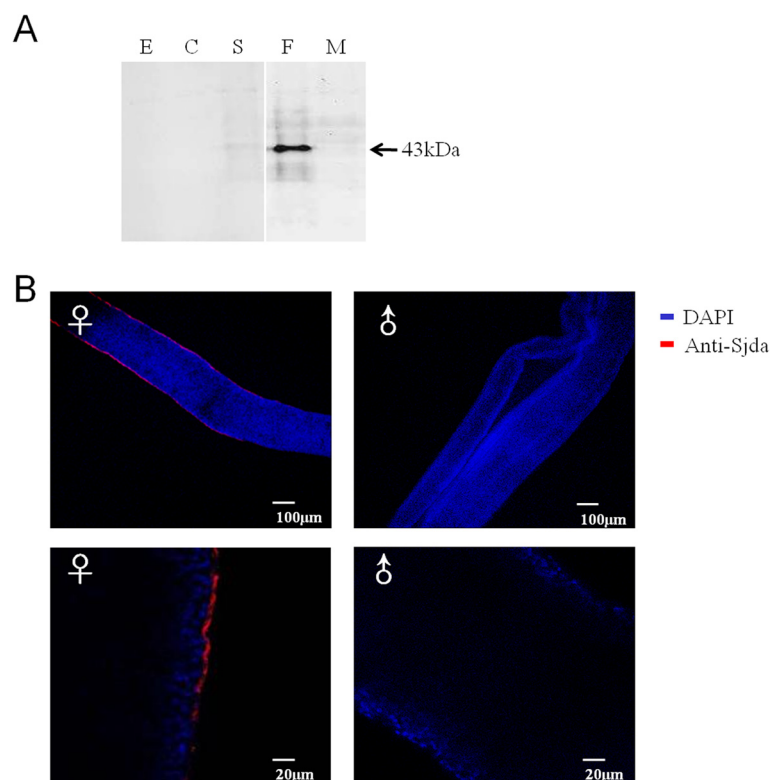 A
E C S F M
43kDa
B
♀
♂
DAPI
Anti-Sjda
100μm
100μm
♀
♂
20μm
20μm